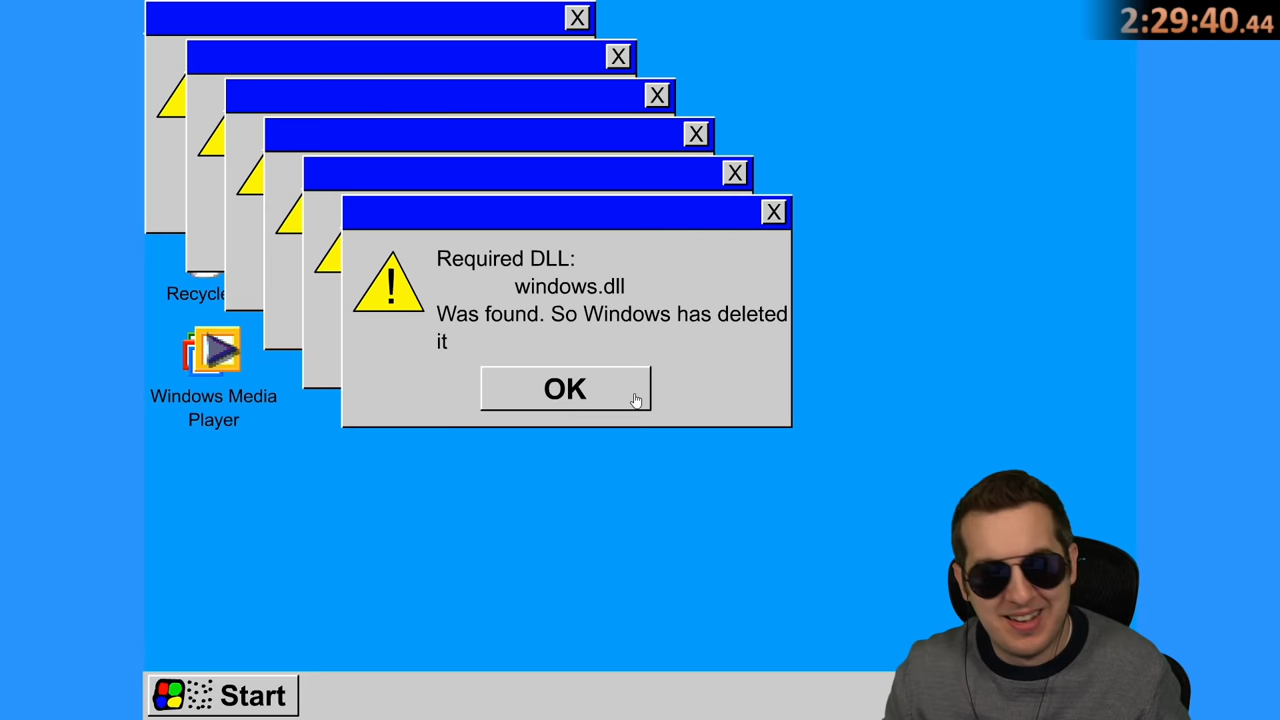 2:29:40.44
X
X
X
X
X
X
Required DLL:
windows.dll
Was found. So Windows has deleted
it
OK
Windows Media
Player
Start